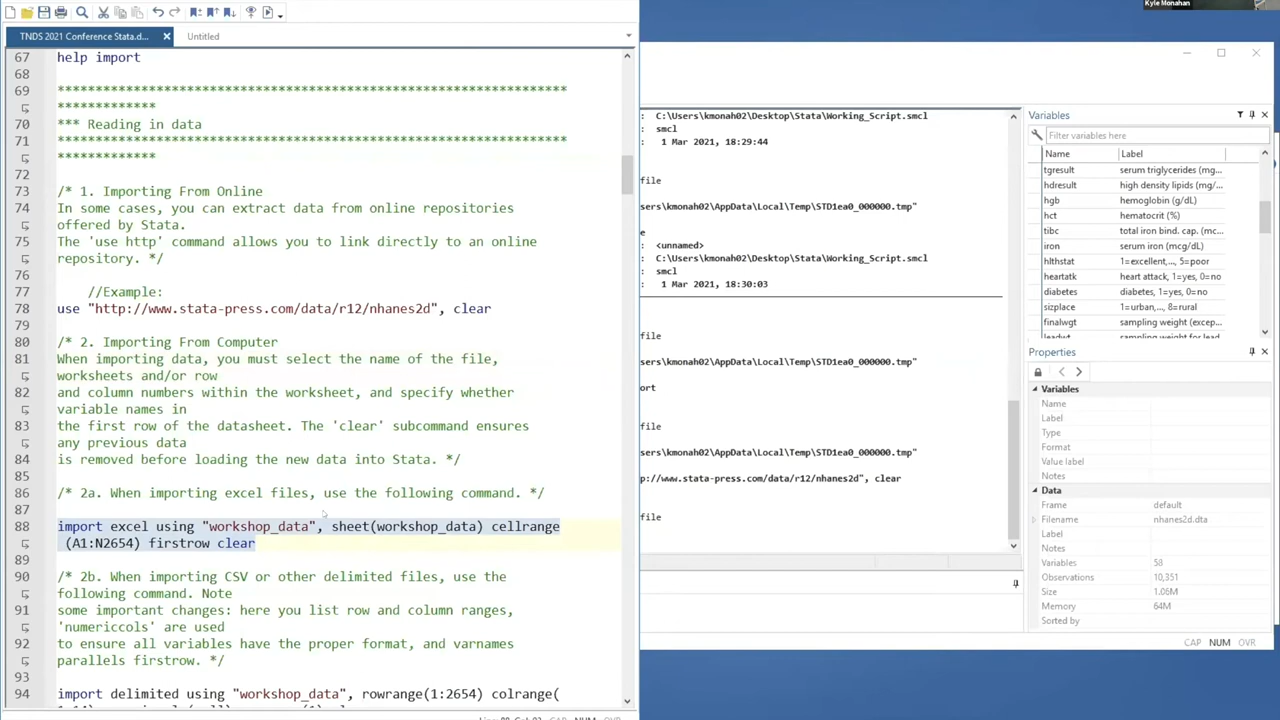 Kyle Monahan
TNDS 2021 Conference Stata.d...
Untitled
67 help import
68
69 *******************************************************************
*************
70 *** Reading in data
71 *******************************************************************
*************
72
73 /* 1. Importing From Online
74 In some cases, you can extract data from online repositories
offered by Stata.
75 The 'use http' command allows you to link directly to an online
repository. */
76
77 //Example:
78 use "http://www.stata-press.com/data/r12/nhanes2d", clear
79
80 /* 2. Importing From Computer
81 When importing data, you must select the name of the file,
worksheets and/or row
82 and column numbers within the worksheet, and specify whether
variable names in
83 the first row of the datasheet. The 'clear' subcommand ensures
any previous data
84 is removed before loading the new data into Stata. */
85
86 /* 2a. When importing excel files, use the following command. */
87
88 import excel using "workshop_data", sheet(workshop_data) cellrange
(A1:N2654) firstrow clear
89
90 /* 2b. When importing CSV or other delimited files, use the
following command. Note
91 some important changes: here you list row and column ranges,
'numericcols' are used
92 to ensure all variables have the proper format, and varnames
parallels firstrow. */
93
94 import delimited using "workshop_data", rowrange(1:2654) colrange(
: C:\Users\kmonah02\Desktop\Stata\Working_Script.smcl
: smcl
: 1 Mar 2021, 18:29:44
file
sers\kmonah02\AppData\Local\Temp\STD1ea0_000000.tmp"
e
: <unnamed>
: C:\Users\kmonah02\Desktop\Stata\Working_Script.smcl
: smcl
: 1 Mar 2021, 18:30:03
file
sers\kmonah02\AppData\Local\Temp\STD1ea0_000000.tmp"
ort
file
sers\kmonah02\AppData\Local\Temp\STD1ea0_000000.tmp"
p://www.stata-press.com/data/r12/nhanes2d", clear
file
Variables
Filter variables here
Name Label
tgresult serum triglycerides (mg...
hdresult high density lipids (mg/...
hgb hemoglobin (g/dL)
hct hematocrit (%)
tibc total iron bind. cap. (mc...
iron serum iron (mcg/dL)
hlthstat 1=excellent,..., 5=poor
heartatk heart attack, 1=yes, 0=no
diabetes diabetes, 1=yes, 0=no
sizplace 1=urban,..., 8=rural
finalwgt sampling weight (excep...
leadwt sampling weight for lead
Properties
Variables
Name
Label
Type
Format
Value label
Notes
Data
Frame default
Filename nhanes2d.dta
Label
Notes
Variables 58
Observations 10,351
Size 1.06M
Memory 64M
Sorted by
CAP NUM OVR